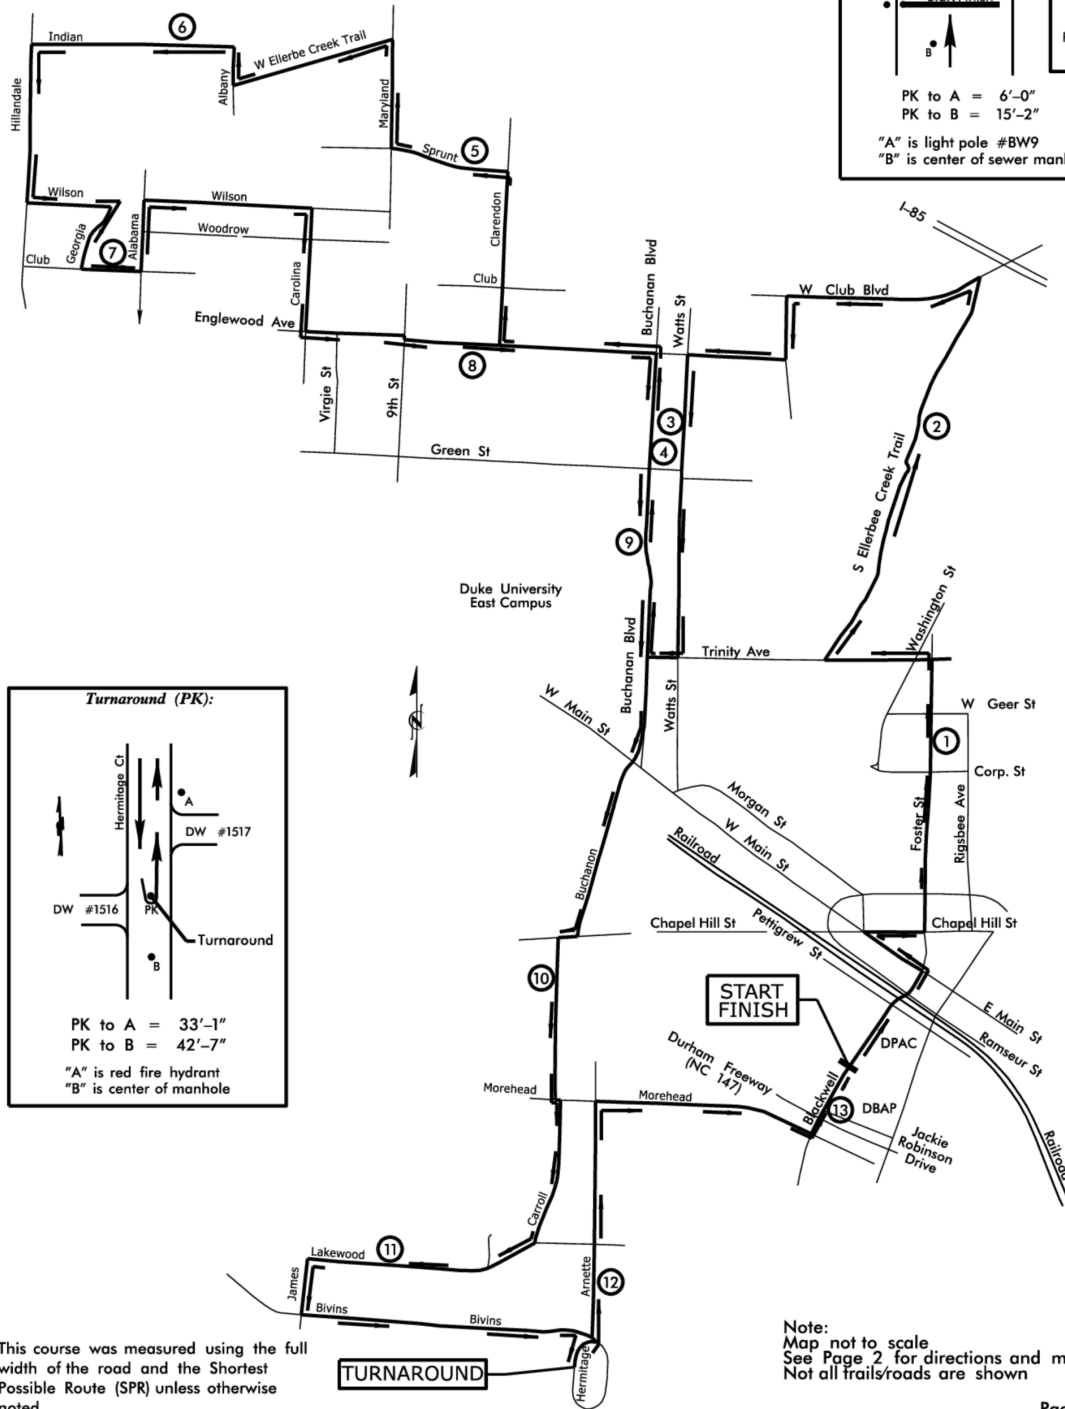 6
Indian
W Ellerbe Creek Trail
Hillandale
Albany
Maryland
Sprunt
5
Wilson
Wilson
Georgia
7
Alabama
Woodrow
Club
Carolina
Clarendon
Club
Englewood Ave
8
Virgie St
9th St
Green St
Buchanan Blvd
Watts St
3
4
9
I-85
W Club Blvd
2
S Ellerbee Creek Trail
B
PK to A = 6'-0"
PK to B = 15'-2"
"A" is light pole #BW9
"B" is center of sewer
Duke University
East Campus
Buchanan Blvd
Trinity Ave
Watts St
Washington St
W Geer St
1
Corp. St
Foster St
Rigsbee Ave
W Main St
Morgan St
W Main St
Railroad
Pettigrew St
Chapel Hill St
Chapel Hill St
Buchanon
10
START
FINISH
E Main St
Ramseur St
DPAC
Durham Freeway
(NC 147)
Blackwell
13
DBAP
Jackie
Robinson
Drive
Railroad
Morehead
Morehead
Carroll
11
Lakewood
James
Bivins
Bivins
Arnette
12
TURNAROUND
Hermitage
Turnaround (PK):
Hermitage Ct
A
DW #1517
DW #1516
PK
Turnaround
B
PK to A = 33'-1"
PK to B = 42'-7"
"A" is red fire hydrant
"B" is center of manhole
This course was measured using the full
width of the road and the Shortest
Possible Route (SPR) unless otherwise
noted
Note:
Map not to scale
See Page 2 for directions and
Not all trails/roads are shown